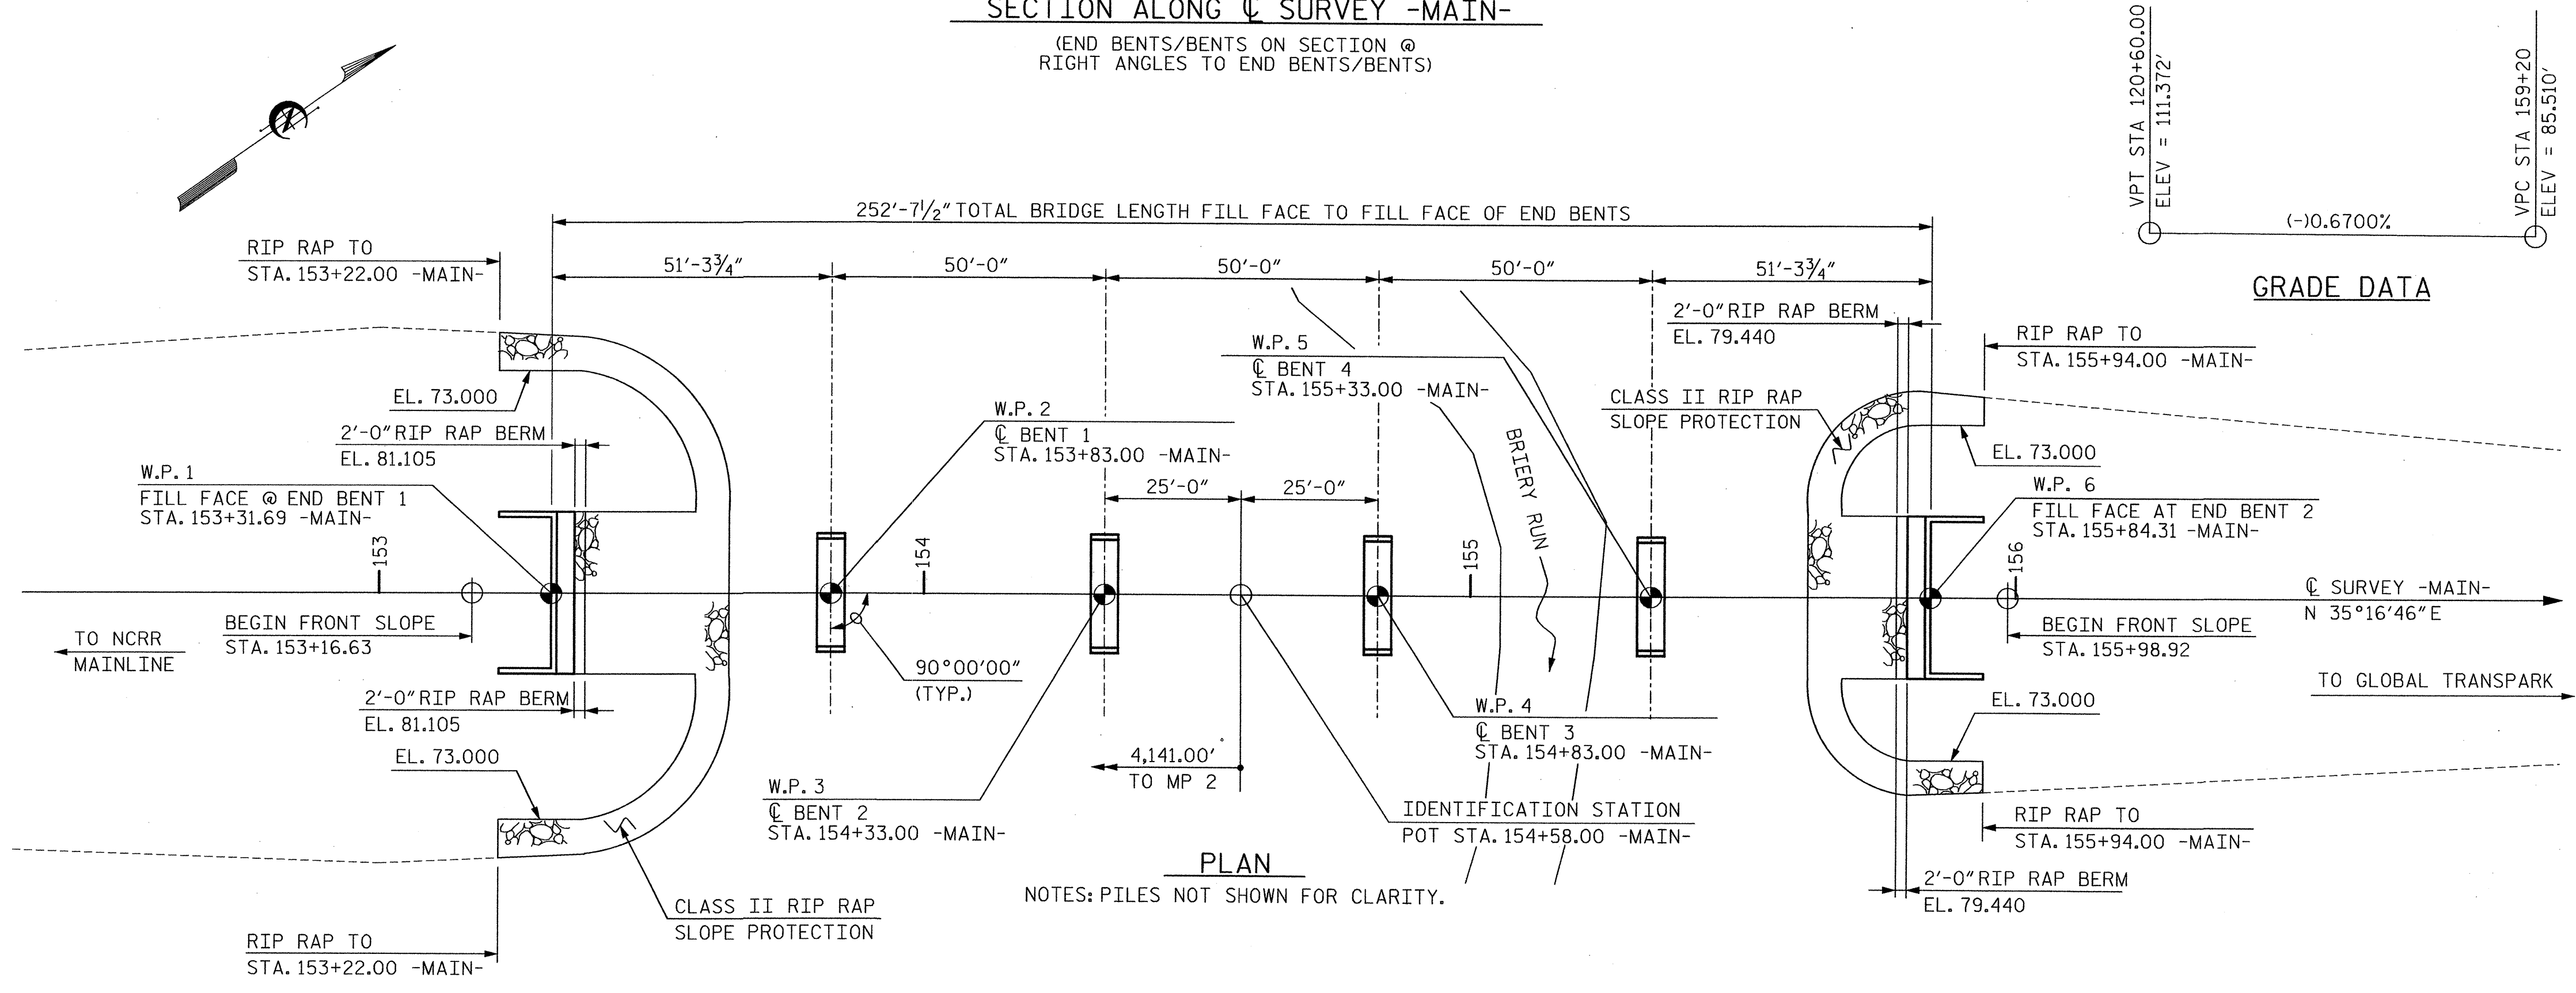 SECTION ALONG ℄ SURVEY -MAIN-
(END BENTS/BENTS ON SECTION @
RIGHT ANGLES TO END BENTS/BENTS)
VPT STA 120+60.00
ELEV = 111.372'
VPC STA 159+20
ELEV = 85.510'
(-)0.6700%
GRADE DATA
252'-7 1/2" TOTAL BRIDGE LENGTH FILL FACE TO FILL FACE OF END BENTS
51'-3 3/4"
50'-0"
50'-0"
50'-0"
51'-3 3/4"
RIP RAP TO
STA. 153+22.00 -MAIN-
EL. 73.000
2'-0" RIP RAP BERM
EL. 81.105
W.P. 1
FILL FACE @ END BENT 1
STA. 153+31.69 -MAIN-
153
BEGIN FRONT SLOPE
STA. 153+16.63
TO NCRR
MAINLINE
2'-0" RIP RAP BERM
EL. 81.105
EL. 73.000
RIP RAP TO
STA. 153+22.00 -MAIN-
CLASS II RIP RAP
SLOPE PROTECTION
W.P. 2
℄ BENT 1
STA. 153+83.00 -MAIN-
154
90°00'00"
(TYP.)
W.P. 3
℄ BENT 2
STA. 154+33.00 -MAIN-
25'-0"
25'-0"
4,141.00'
TO MP 2
W.P. 5
℄ BENT 4
STA. 155+33.00 -MAIN-
155
BRIERY RUN
W.P. 4
℄ BENT 3
STA. 154+83.00 -MAIN-
IDENTIFICATION STATION
POT STA. 154+58.00 -MAIN-
PLAN
NOTES: PILES NOT SHOWN FOR CLARITY.
2'-0" RIP RAP BERM
EL. 79.440
RIP RAP TO
STA. 155+94.00 -MAIN-
CLASS II RIP RAP
SLOPE PROTECTION
EL. 73.000
W.P. 6
FILL FACE AT END BENT 2
STA. 155+84.31 -MAIN-
156
℄ SURVEY -MAIN-
N 35°16'46" E
BEGIN FRONT SLOPE
STA. 155+98.92
TO GLOBAL TRANSPARK
EL. 73.000
RIP RAP TO
STA. 155+94.00 -MAIN-
2'-0" RIP RAP BERM
EL. 79.440